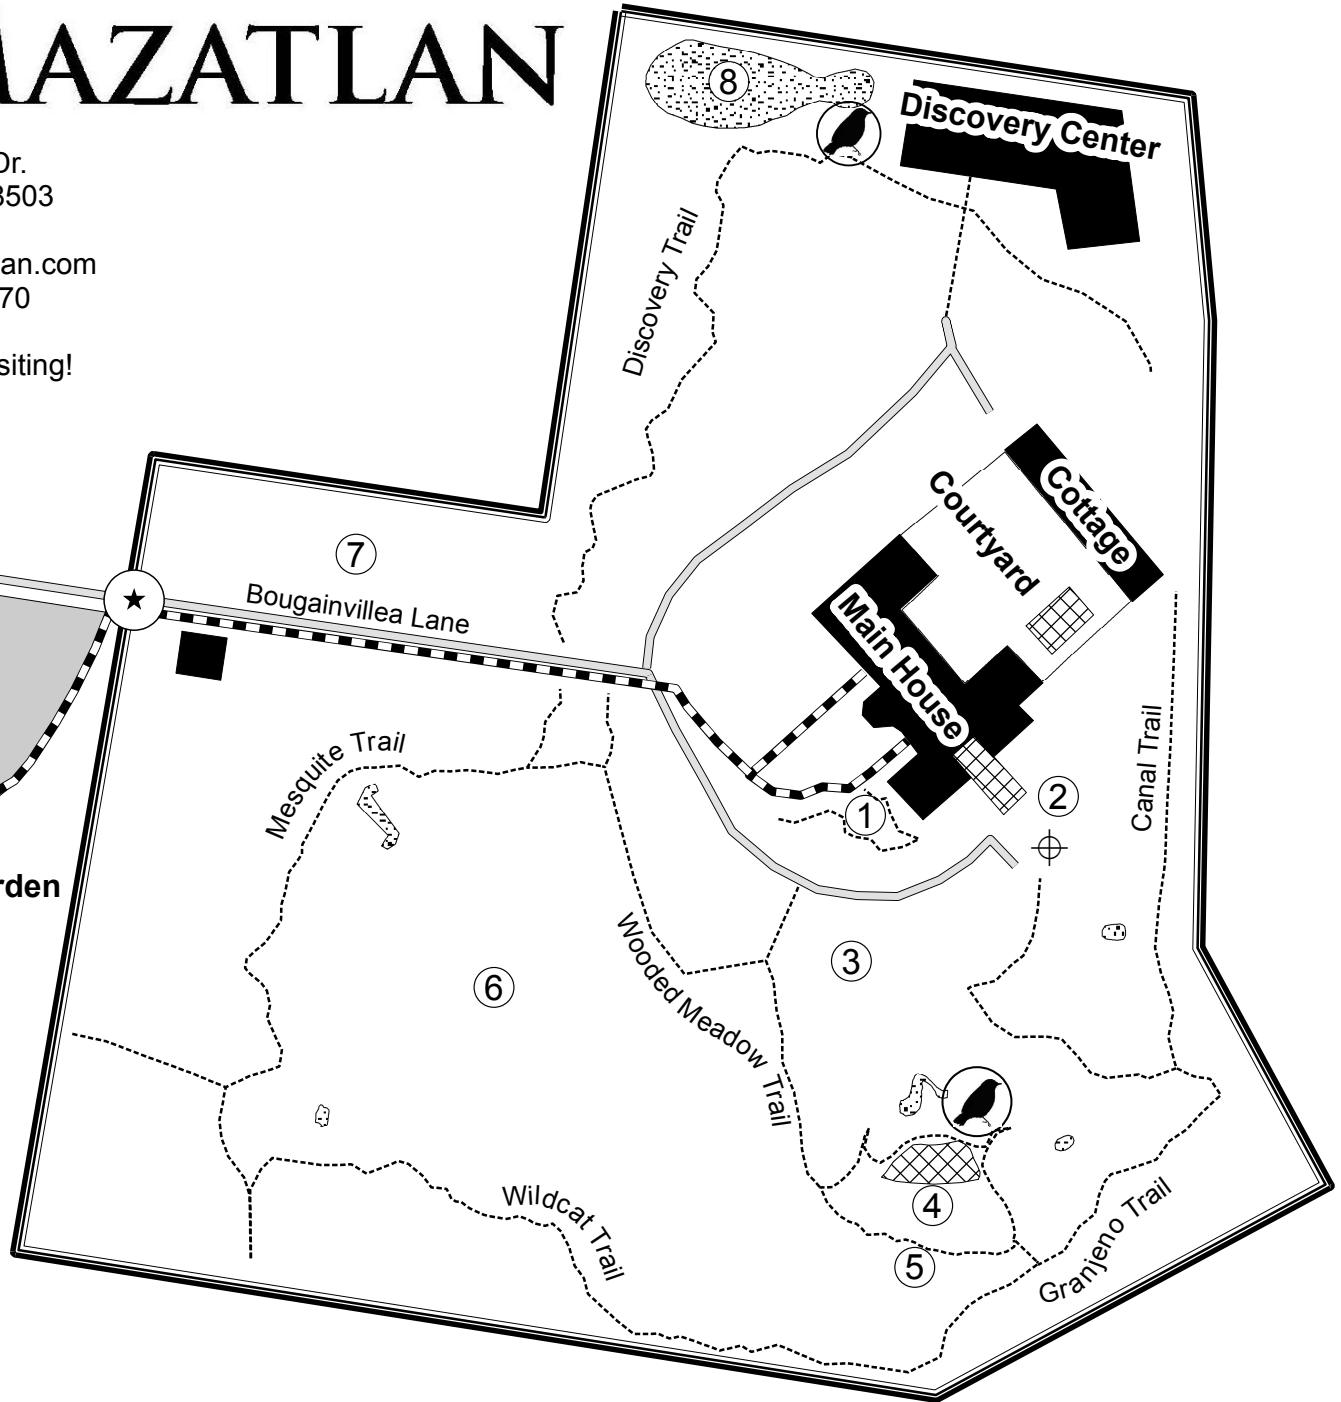 MAZATLAN
Dr.
3503
an.com
70
siting!
rden
8
Discovery Center
Discovery Trail
7
Bougainvillea Lane
Cottage
Courtyard
Main House
Mesquite Trail
Canal Trail
1
2
3
6
Wooded Meadow Trail
4
5
Wildcat Trail
Granjeno Trail